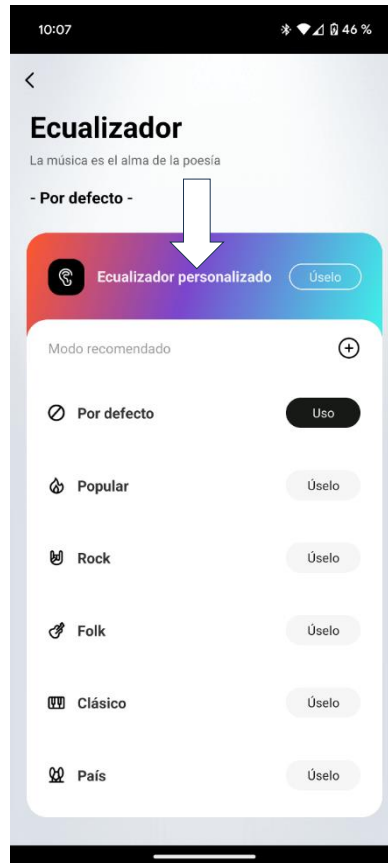 10:07 46 %
Ecualizador
La música es el alma de la poesía
- Por defecto -
Ecualizador personalizado Úselo
Modo recomendado
Por defecto Uso
Popular Úselo
Rock Úselo
Folk Úselo
Clásico Úselo
País Úselo